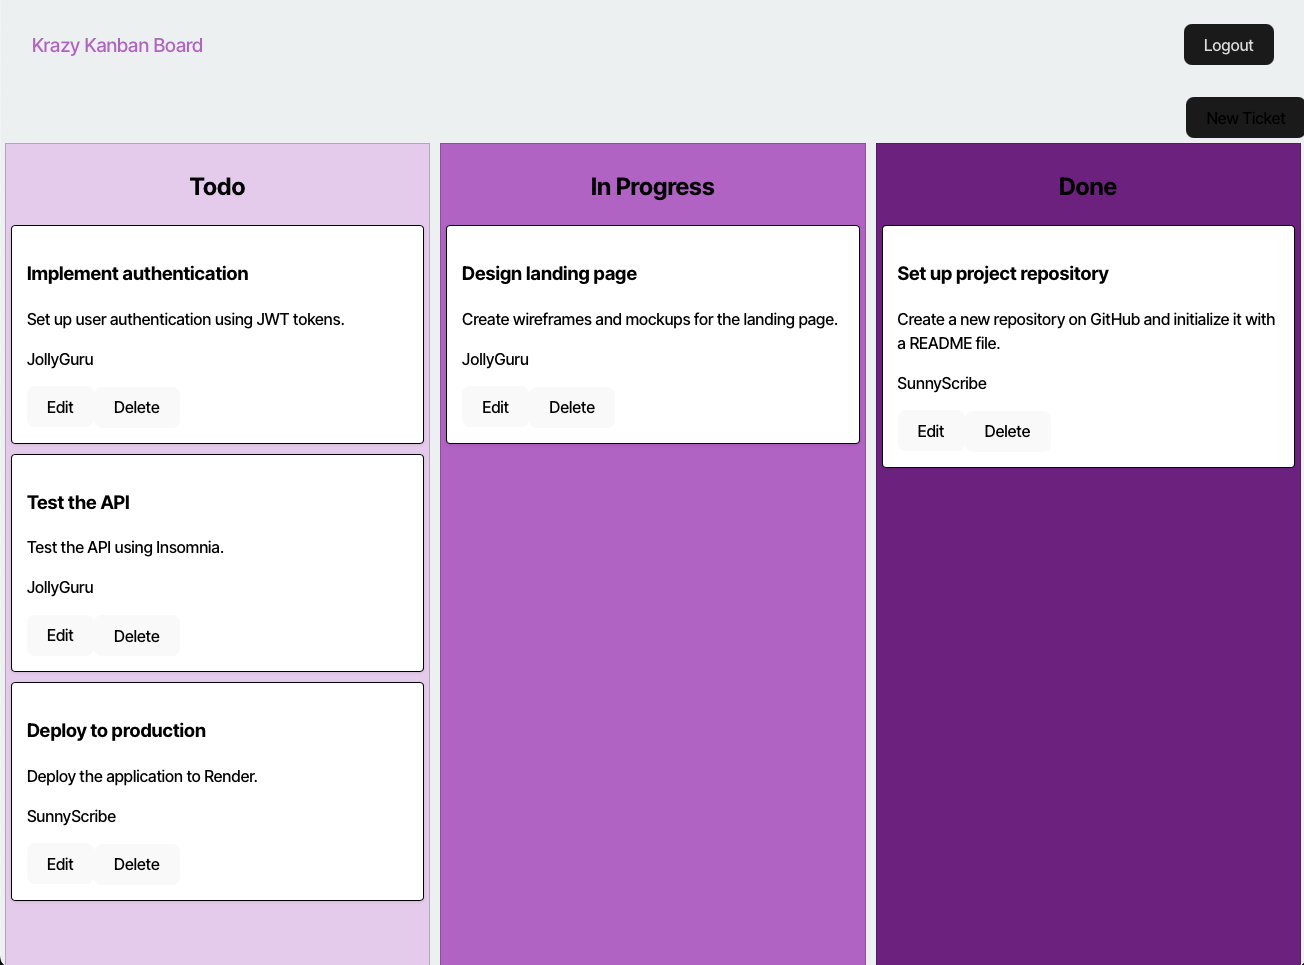 Krazy Kanban Board
Logout
New Ticket
Todo
Implement authentication
Set up user authentication using JWT tokens.
JollyGuru
Edit Delete
Test the API
Test the API using Insomnia.
JollyGuru
Edit Delete
Deploy to production
Deploy the application to Render.
SunnyScribe
Edit Delete
In Progress
Design landing page
Create wireframes and mockups for the landing page.
JollyGuru
Edit Delete
Done
Set up project repository
Create a new repository on GitHub and initialize it with
a README file.
SunnyScribe
Edit Delete